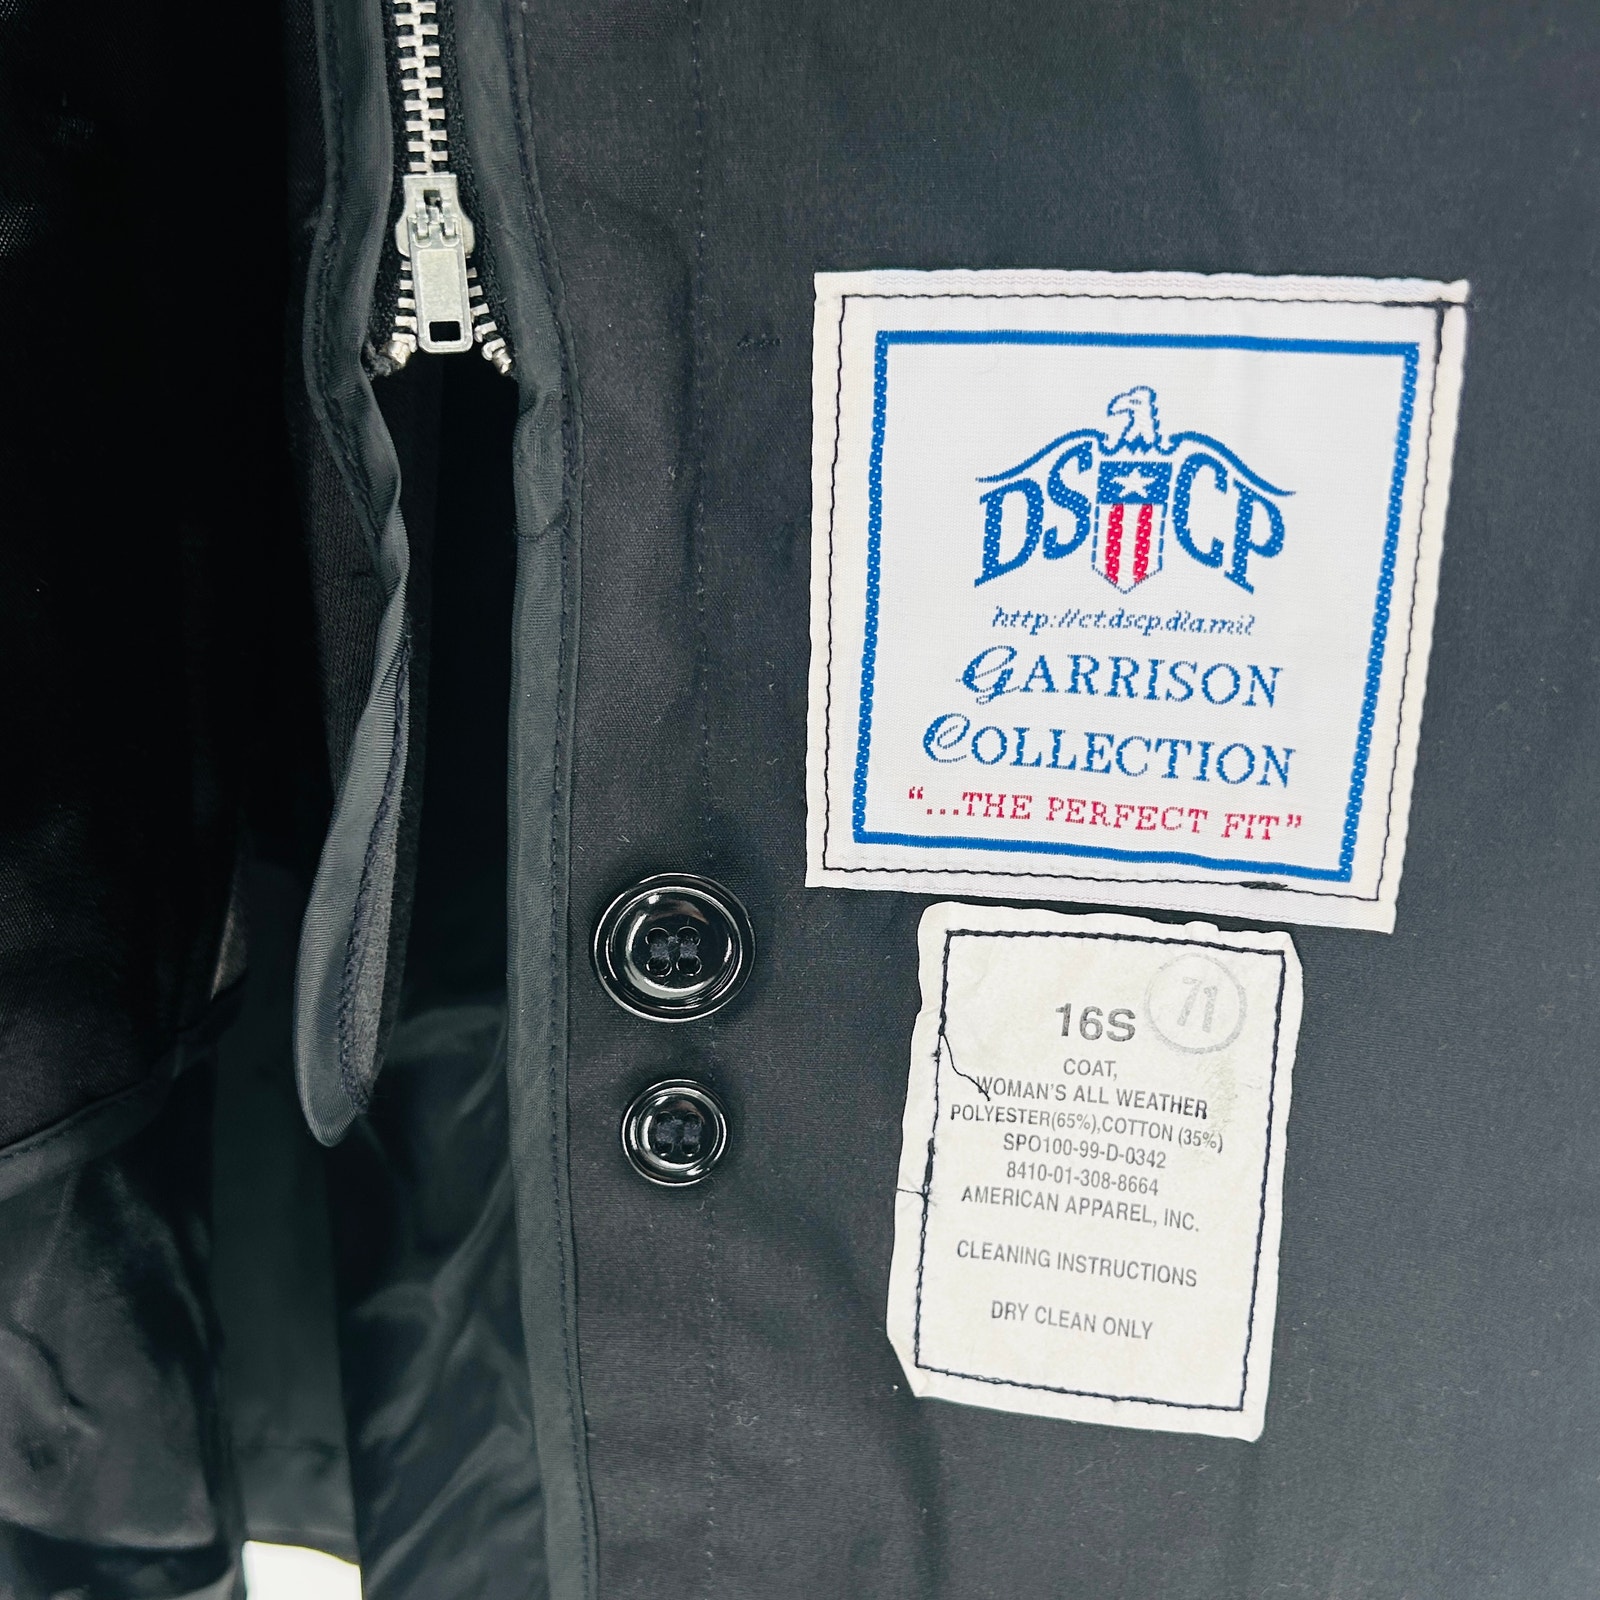 DSCP
http://ct.dscp.dla.mil
GARRISON
COLLECTION
“...THE PERFECT FIT”
16S
71
COAT,
WOMAN'S ALL WEATHER
POLYESTER(65%),COTTON (35%)
SPO100-99-D-0342
8410-01-308-8664
AMERICAN APPAREL, INC.
CLEANING INSTRUCTIONS
DRY CLEAN ONLY